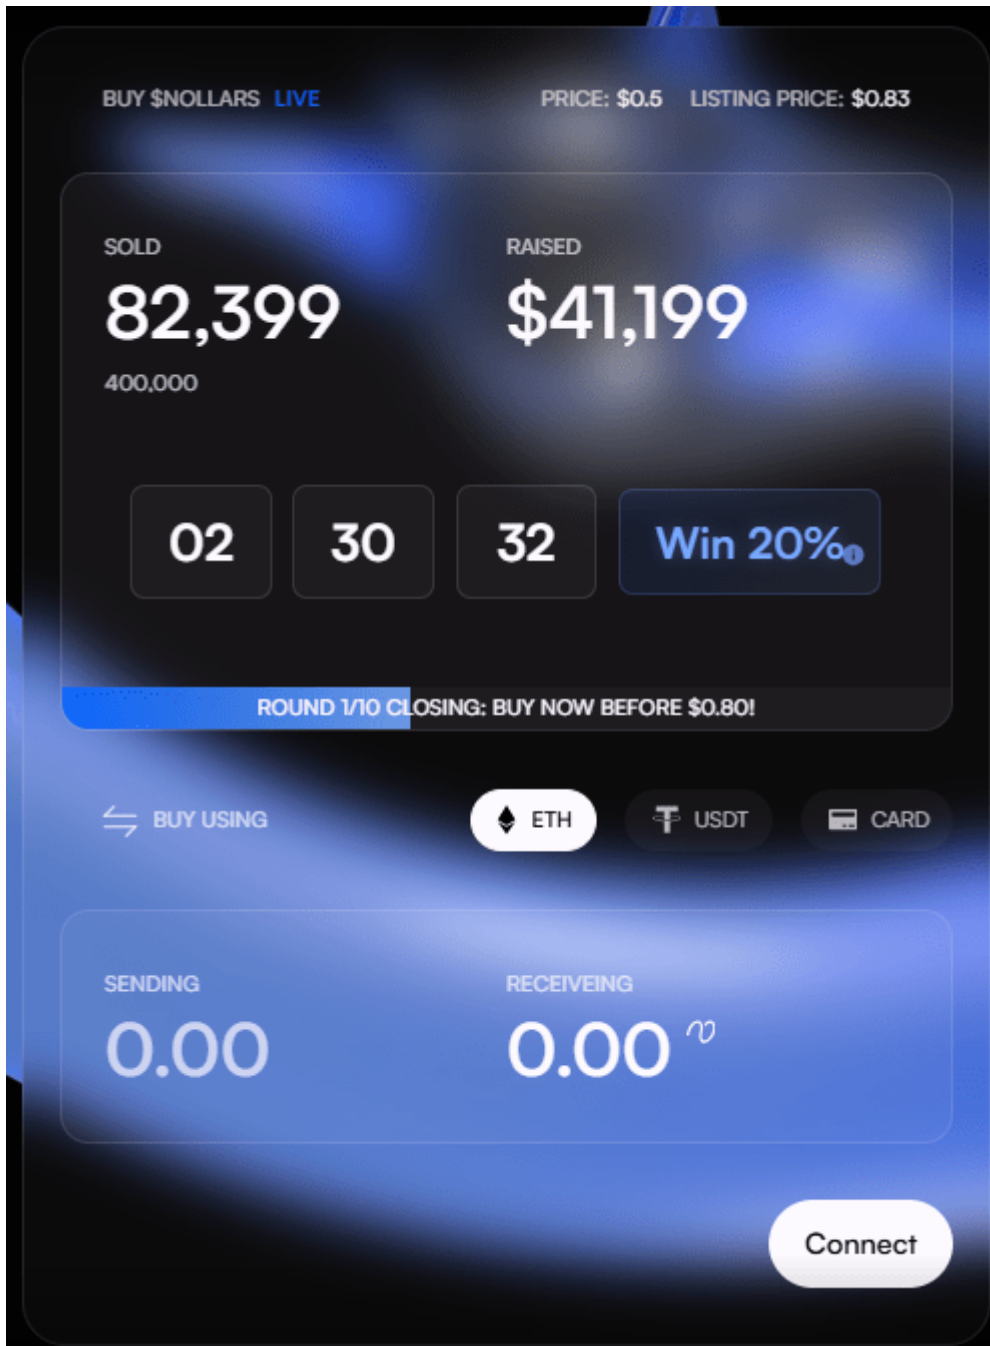 BUY $NOLLARS LIVE PRICE: $0.5 LISTING PRICE: $0.83
SOLD RAISED
82,399 $41,199
400,000
02 30 32 Win 20%
ROUND 1/10 CLOSING: BUY NOW BEFORE $0.80!
BUY USING ETH USDT CARD
SENDING RECEIVEING
0.00 0.00
Connect